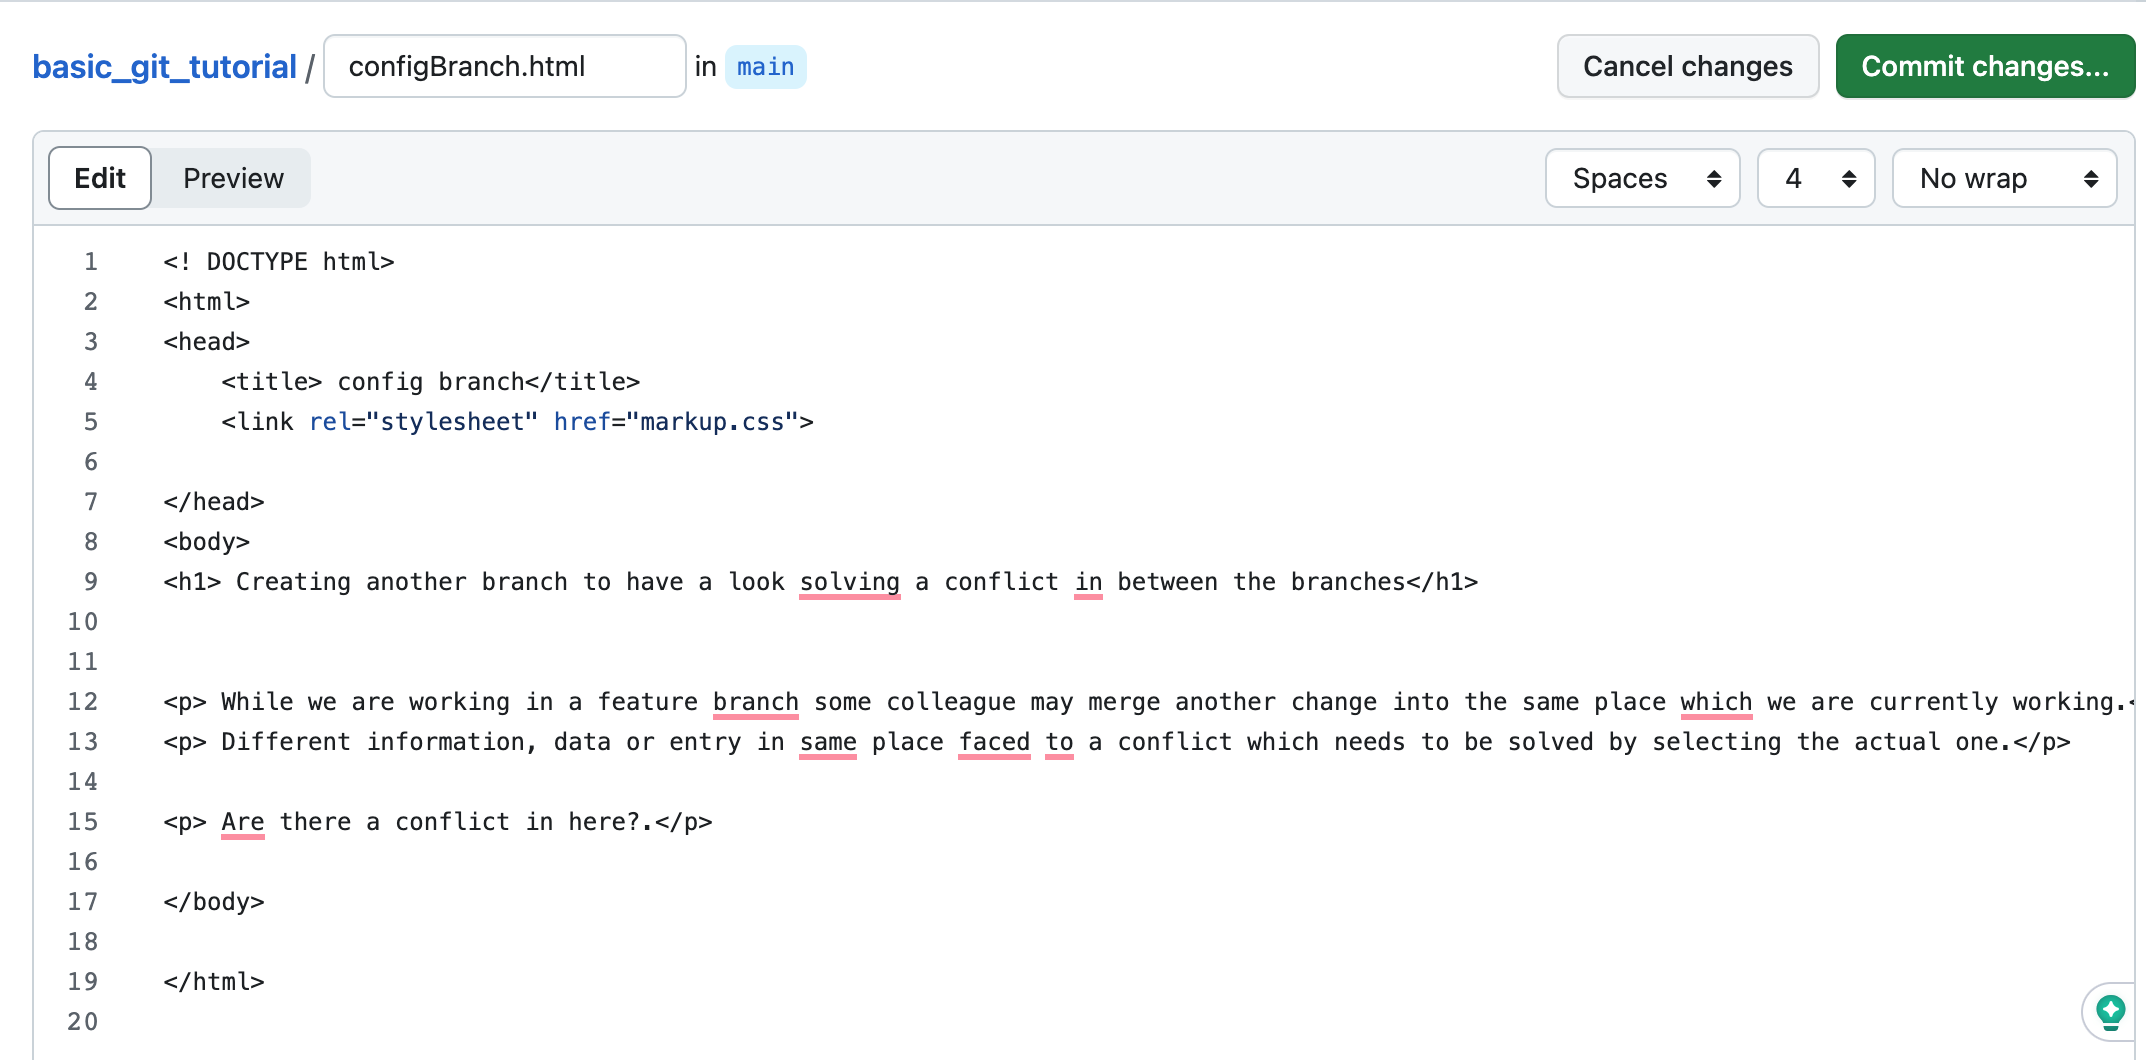 basic_git_tutorial / configBranch.html in main Cancel changes Commit changes...
Edit Preview Spaces 4 No wrap
1 <! DOCTYPE html>
2 <html>
3 <head>
4     <title> config branch</title>
5     <link rel="stylesheet" href="markup.css">
6
7 </head>
8 <body>
9 <h1> Creating another branch to have a look solving a conflict in between the branches</h1>
10
11
12 <p> While we are working in a feature branch some colleague may merge another change into the same place which we are currently working.<
13 <p> Different information, data or entry in same place faced to a conflict which needs to be solved by selecting the actual one.</p>
14
15 <p> Are there a conflict in here?.</p>
16
17 </body>
18
19 </html>
20